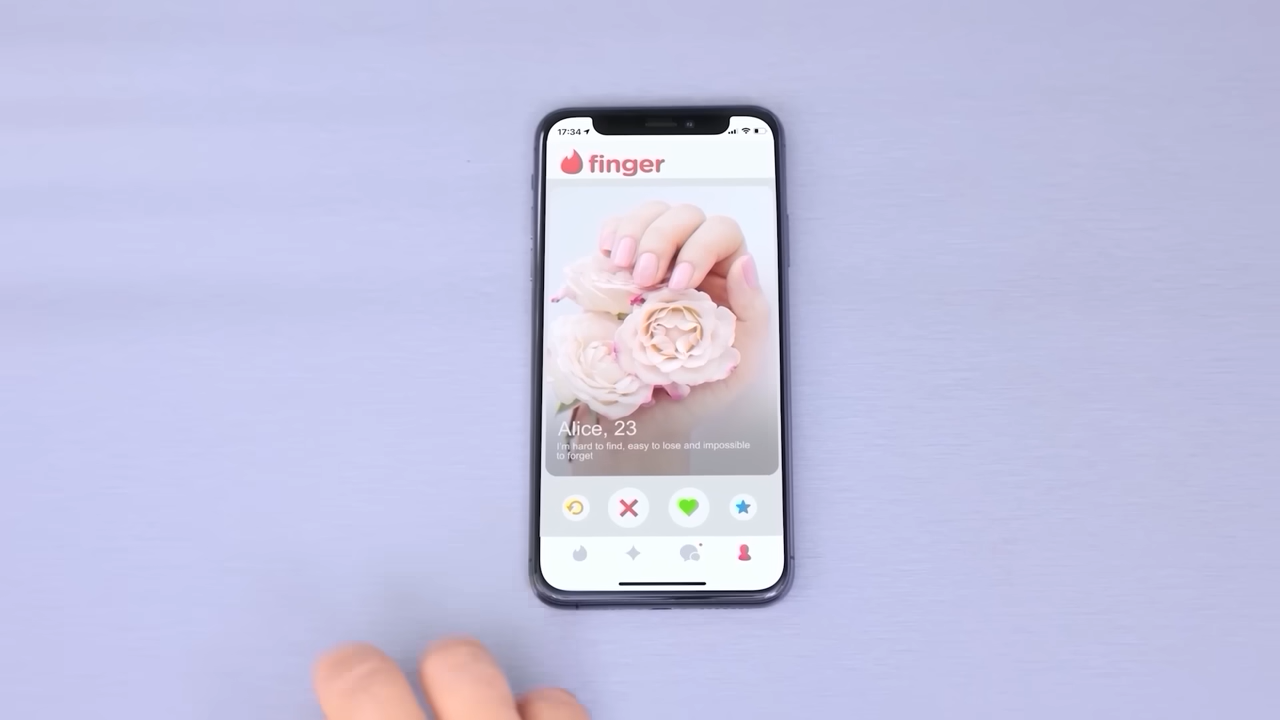 17:34
finger
Alice, 23
I'm hard to find, easy to lose and impossible
to forget